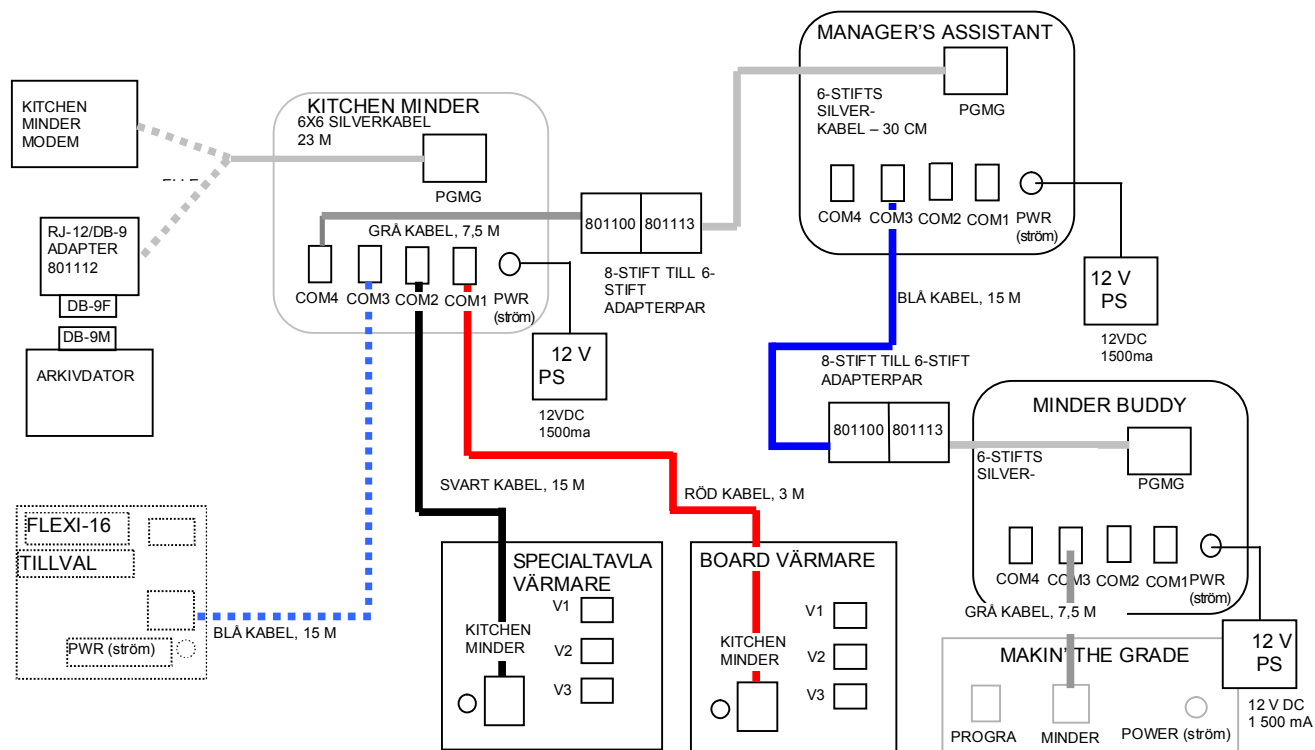 KITCHEN
MINDER
MODEM
RJ-12/DB-9
ADAPTER
801112
DB-9F
DB-9M
ARKIVDATOR
KITCHEN MINDER
6X6 SILVERKABEL
23 M
PGMG
GRÅ KABEL, 7,5 M
COM4
COM3
COM2
COM1
PWR
(ström)
12 V
PS
12VDC
1500ma
801100
801113
8-STIFT TILL 6-
STIFT
ADAPTERPAR
MANAGER'S ASSISTANT
6-STIFTS
SILVER-
KABEL – 30 CM
PGMG
COM4
COM3
COM2
COM1
PWR
(ström)
12 V
PS
12VDC
1500ma
BLÅ KABEL, 15 M
8-STIFT TILL 6-STIFT
ADAPTERPAR
801100
801113
6-STIFTS
SILVER-
MINDER BUDDY
PGMG
COM4
COM3
COM2
COM1
PWR
(ström)
GRÅ KABEL, 7,5 M
12 V
PS
12 V DC
1 500 mA
MAKIN' THE GRADE
PROGRA
MINDER
POWER (ström)
FLEXI-16
TILLVAL
PWR (ström)
BLÅ KABEL, 15 M
SVART KABEL, 15 M
RÖD KABEL, 3 M
SPECIALTAVLA
VÄRMARE
V1
V2
V3
KITCHEN
MINDER
BOARD VÄRMARE
V1
V2
V3
KITCHEN
MINDER